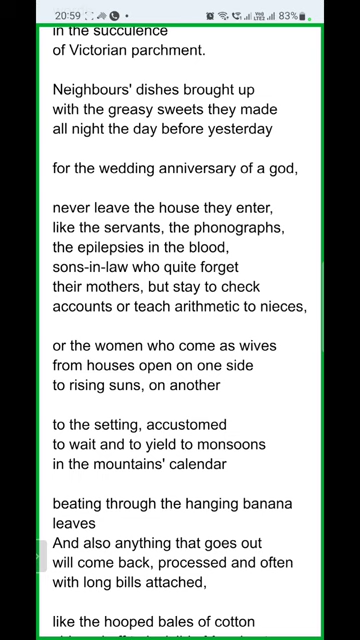 20:59
83%
in the succulence
of Victorian parchment.
Neighbours' dishes brought up
with the greasy sweets they made
all night the day before yesterday
for the wedding anniversary of a god,
never leave the house they enter,
like the servants, the phonographs,
the epilepsies in the blood,
sons-in-law who quite forget
their mothers, but stay to check
accounts or teach arithmetic to nieces,
or the women who come as wives
from houses open on one side
to rising suns, on another
to the setting, accustomed
to wait and to yield to monsoons
in the mountains' calendar
beating through the hanging banana
leaves
And also anything that goes out
will come back, processed and often
with long bills attached,
like the hooped bales of cotton